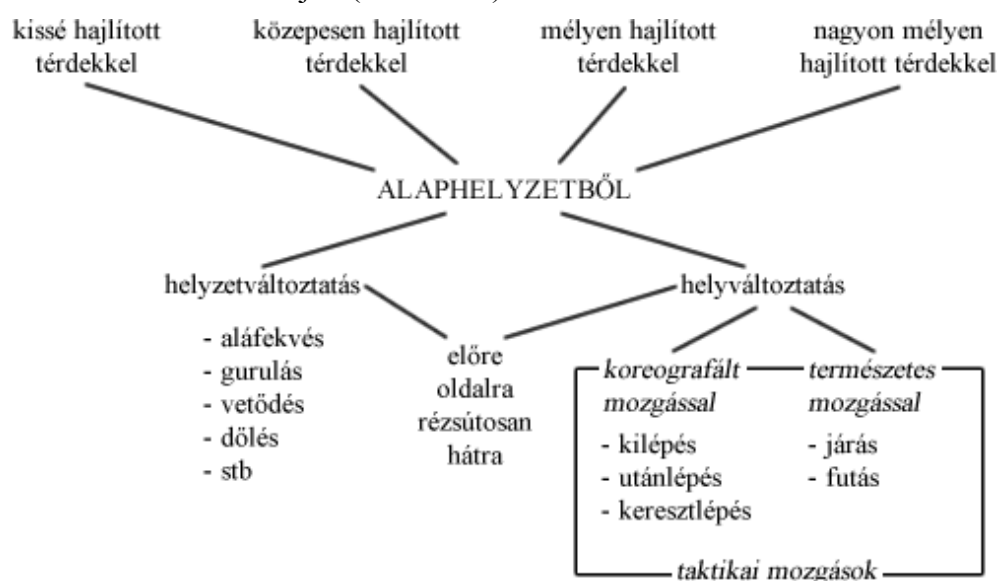 kissé hajlított
térdekkel
közepesen hajlított
térdekkel
mélyen hajlított
térdekkel
nagyon mélyen
hajlított térdekkel
ALAPHELYZETBŐL
helyzetváltoztatás
helyváltoztatás
- aláfekvés
- gurulás
- vetődés
- dőlés
- stb
előre
oldalra
rézsútosan
hátra
koreografált
mozgással
- kilépés
- utánlépés
- keresztlépés
természetes
mozgással
- járás
- futás
taktikai mozgások